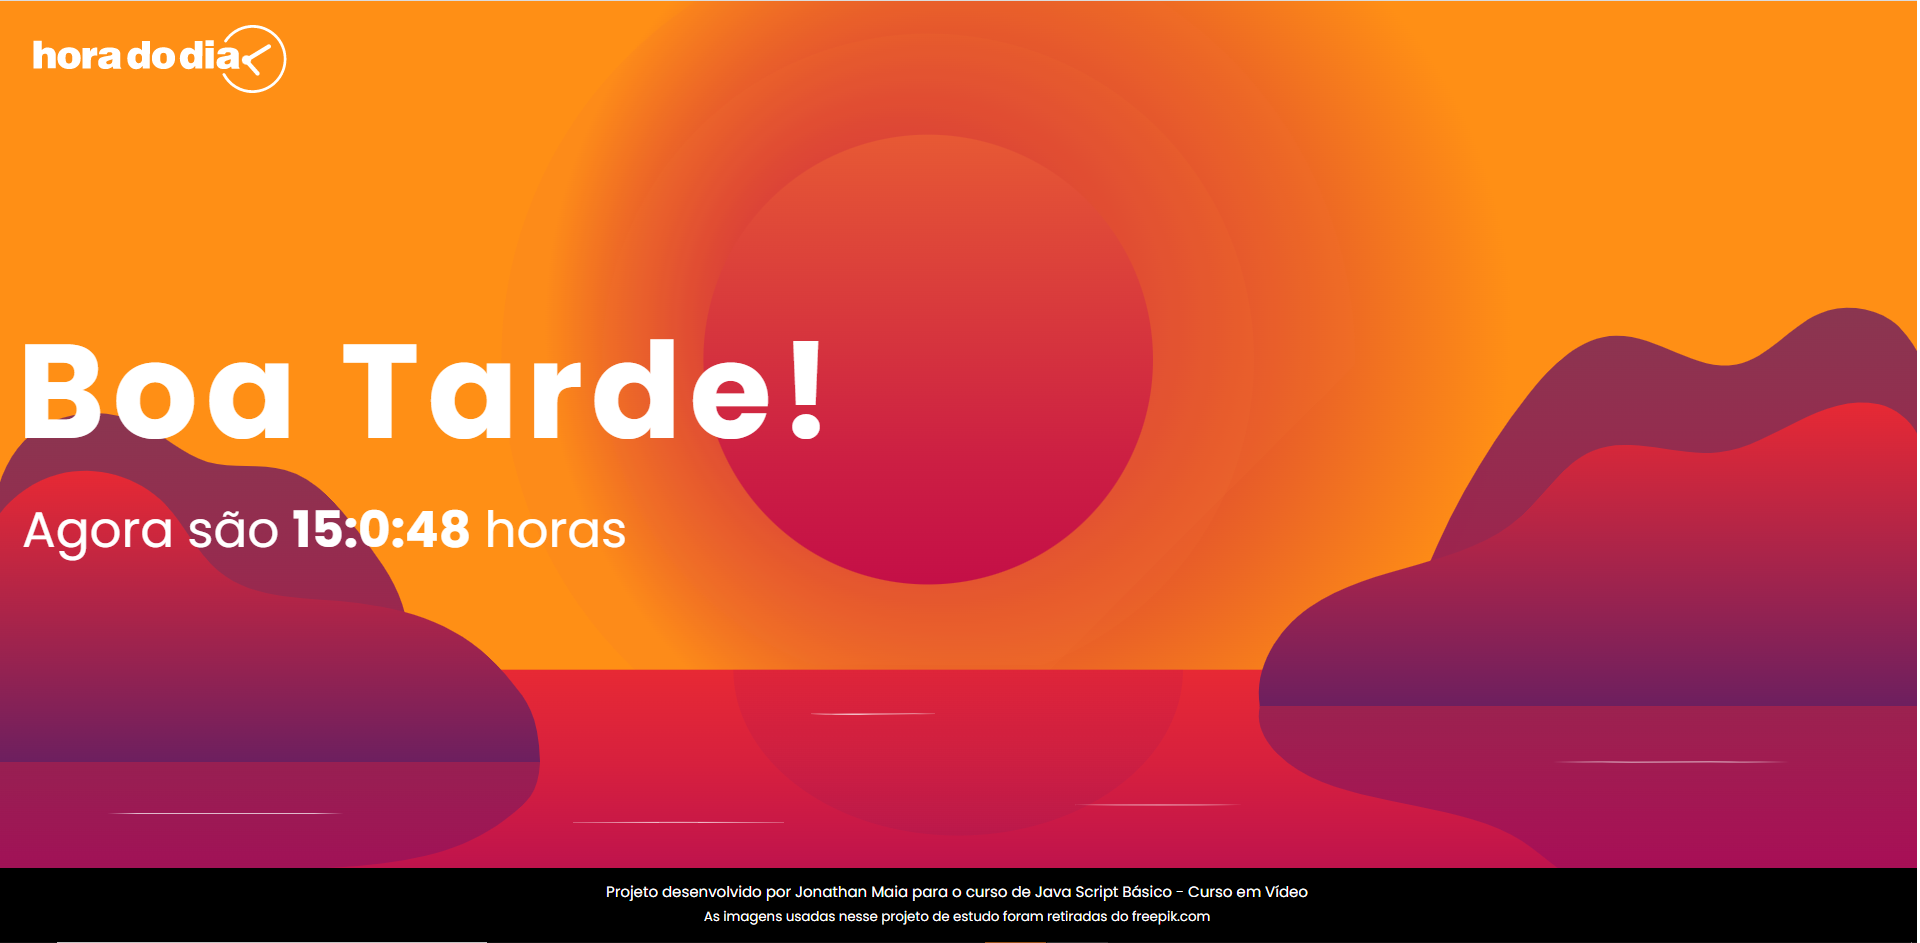 hora do dia
Boa Tarde!
Agora são 15:0:48 horas
Projeto desenvolvido por Jonathan Maia para o curso de Java Script Básico - Curso em Vídeo
As imagens usadas nesse projeto de estudo foram retiradas do freepik.com